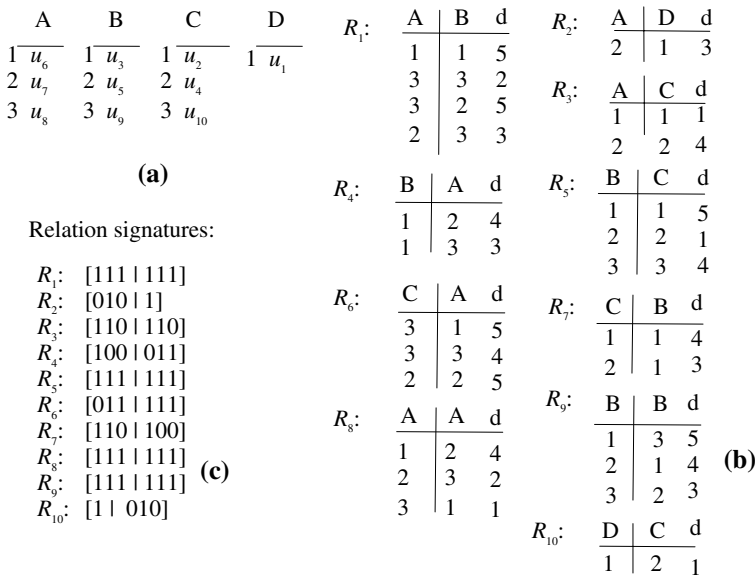 A B C D
1 u₆ 1 u₃ 1 u₂ 1 u₁
2 u₇ 2 u₅ 2 u₄
3 u₈ 3 u₉ 3 u₁₀
(a)
Relation signatures:
R₁: [111 | 111]
R₂: [010 | 1]
R₃: [110 | 110]
R₄: [100 | 011]
R₅: [111 | 111]
R₆: [011 | 111]
R₇: [110 | 100]
R₈: [111 | 111]
R₉: [111 | 111]
R₁₀: [1 | 010]
(c)
R₁: A B d
1 1 5
3 3 2
3 2 5
2 3 3
R₂: A D d
2 1 3
R₃: A C d
1 1 1
2 2 4
R₄: B A d
1 2 4
1 3 3
R₅: B C d
1 1 5
2 2 1
3 3 4
R₆: C A d
3 1 5
3 3 4
2 2 5
R₇: C B d
1 1 4
2 1 3
R₈: A A d
1 2 4
2 3 2
3 1 1
R₉: B B d
1 3 5
2 1 4
3 2 3
(b)
R₁₀: D C d
1 2 1